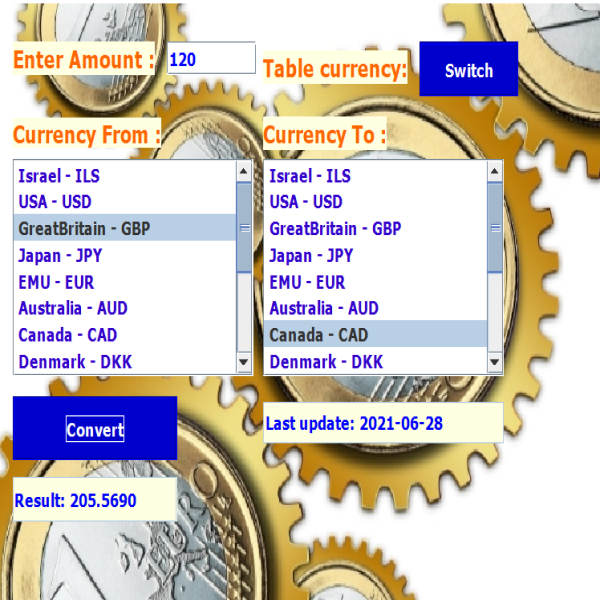 Enter Amount :
120
Table currency:
Switch
Currency From :
Currency To :
Israel - ILS
USA - USD
GreatBritain - GBP
Japan - JPY
EMU - EUR
Australia - AUD
Canada - CAD
Denmark - DKK
Israel - ILS
USA - USD
GreatBritain - GBP
Japan - JPY
EMU - EUR
Australia - AUD
Canada - CAD
Denmark - DKK
Convert
Last update: 2021-06-28
Result: 205.5690